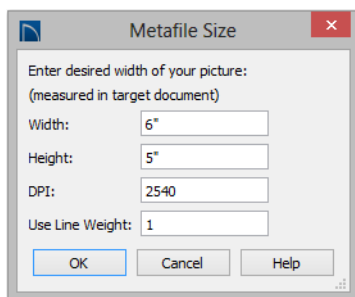 Metafile Size
Enter desired width of your picture:
(measured in target document)
Width: 6"
Height: 5"
DPI: 2540
Use Line Weight: 1
OK Cancel Help